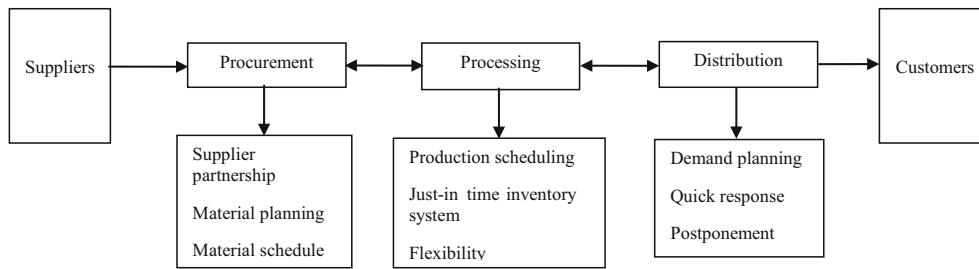 Suppliers
Procurement
Processing
Distribution
Customers
Supplier
partnership
Material planning
Material schedule
Production scheduling
Just-in time inventory
system
Flexibility
Demand planning
Quick response
Postponement